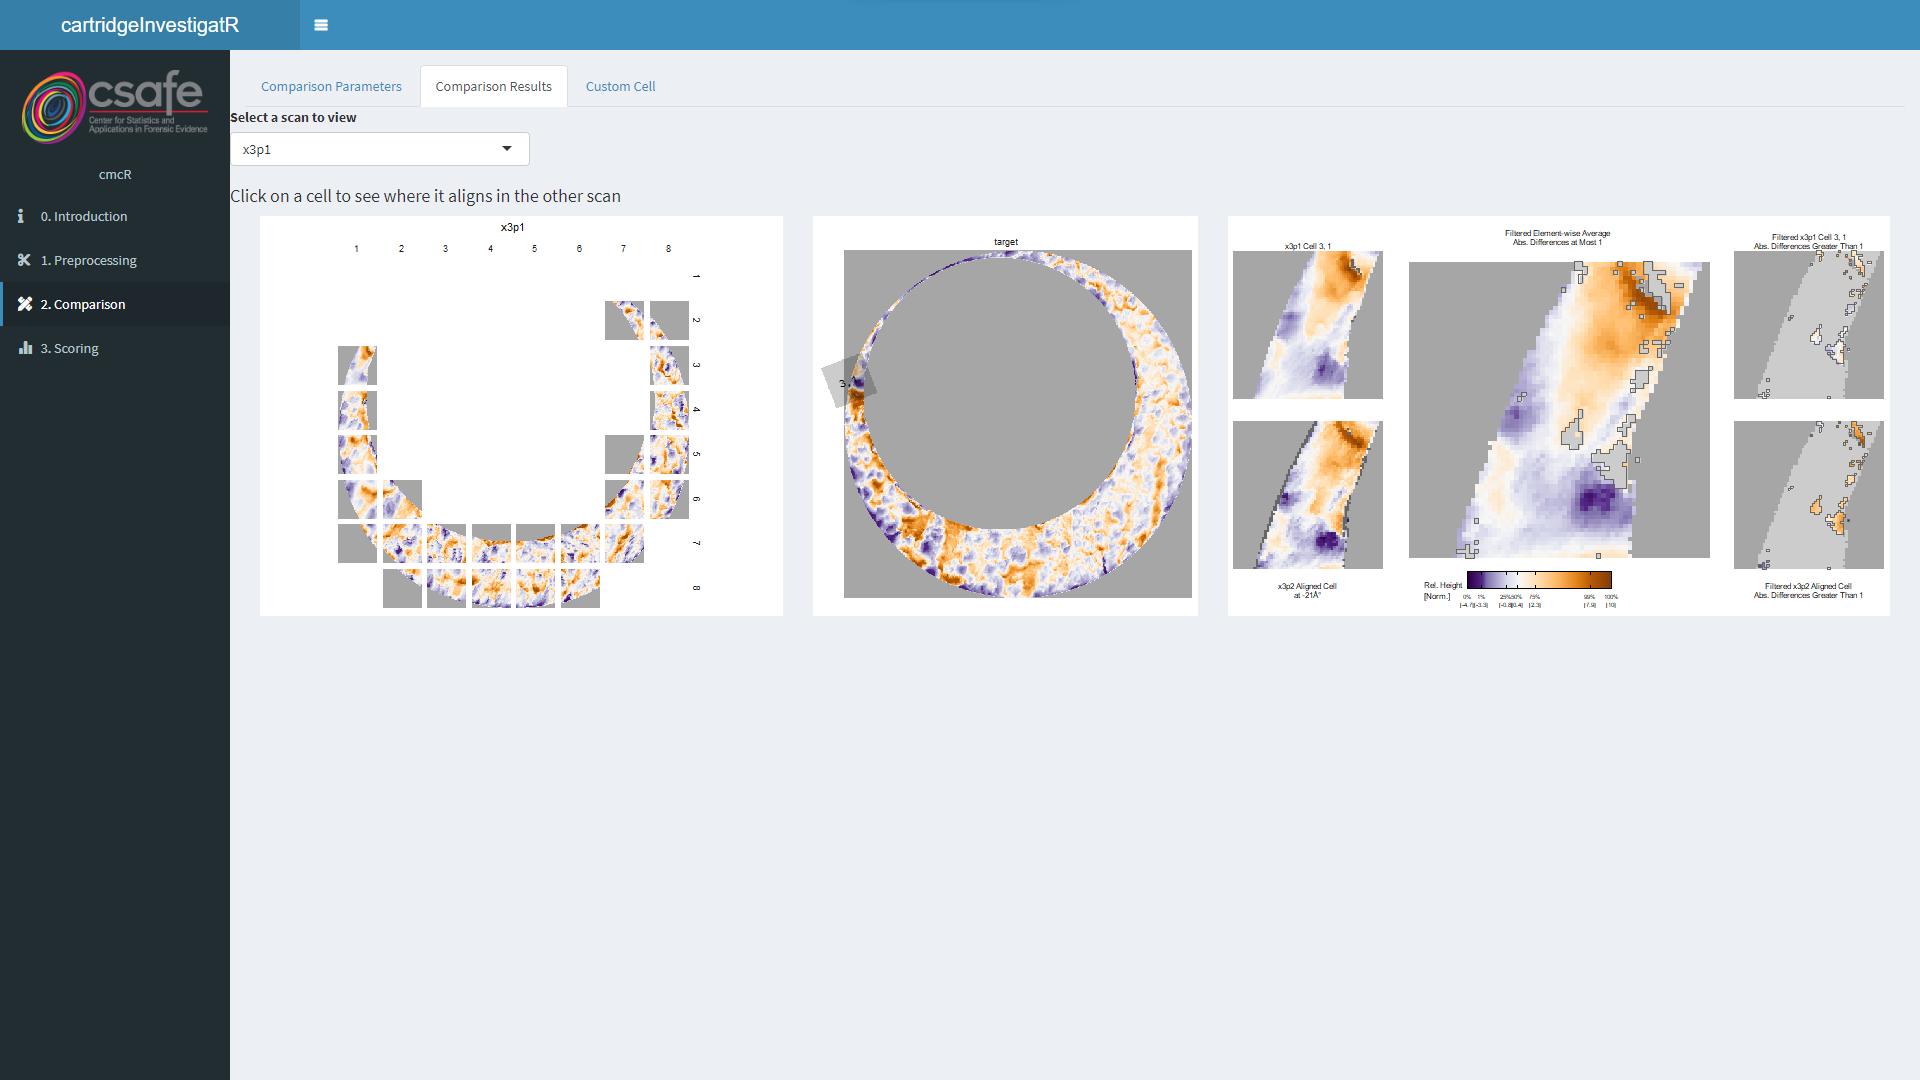 cartridgeInvestigatR
csafe
Center for Statistics and
Applications in Forensic Evidence
cmcR
0. Introduction
1. Preprocessing
2. Comparison
3. Scoring
Comparison Parameters
Comparison Results
Custom Cell
Select a scan to view
x3p1
Click on a cell to see where it aligns in the other scan
x3p1
1 2 3 4 5 6 7 8
1
2
3
4
5
6
7
8
target
x3p1 Cell 3, 1
x3p2 Aligned Cell
at -21Â°
Filtered Element-wise Average
Abs. Differences at Most 1
Rel. Height
[Norm.]
0% 1% 25%50% 75% 99% 100%
[-4.7][-3.3] [-0.8][0.4] [2.3] [7.9] [10]
Filtered x3p1 Cell 3, 1
Abs. Differences Greater Than 1
Filtered x3p2 Aligned Cell
Abs. Differences Greater Than 1